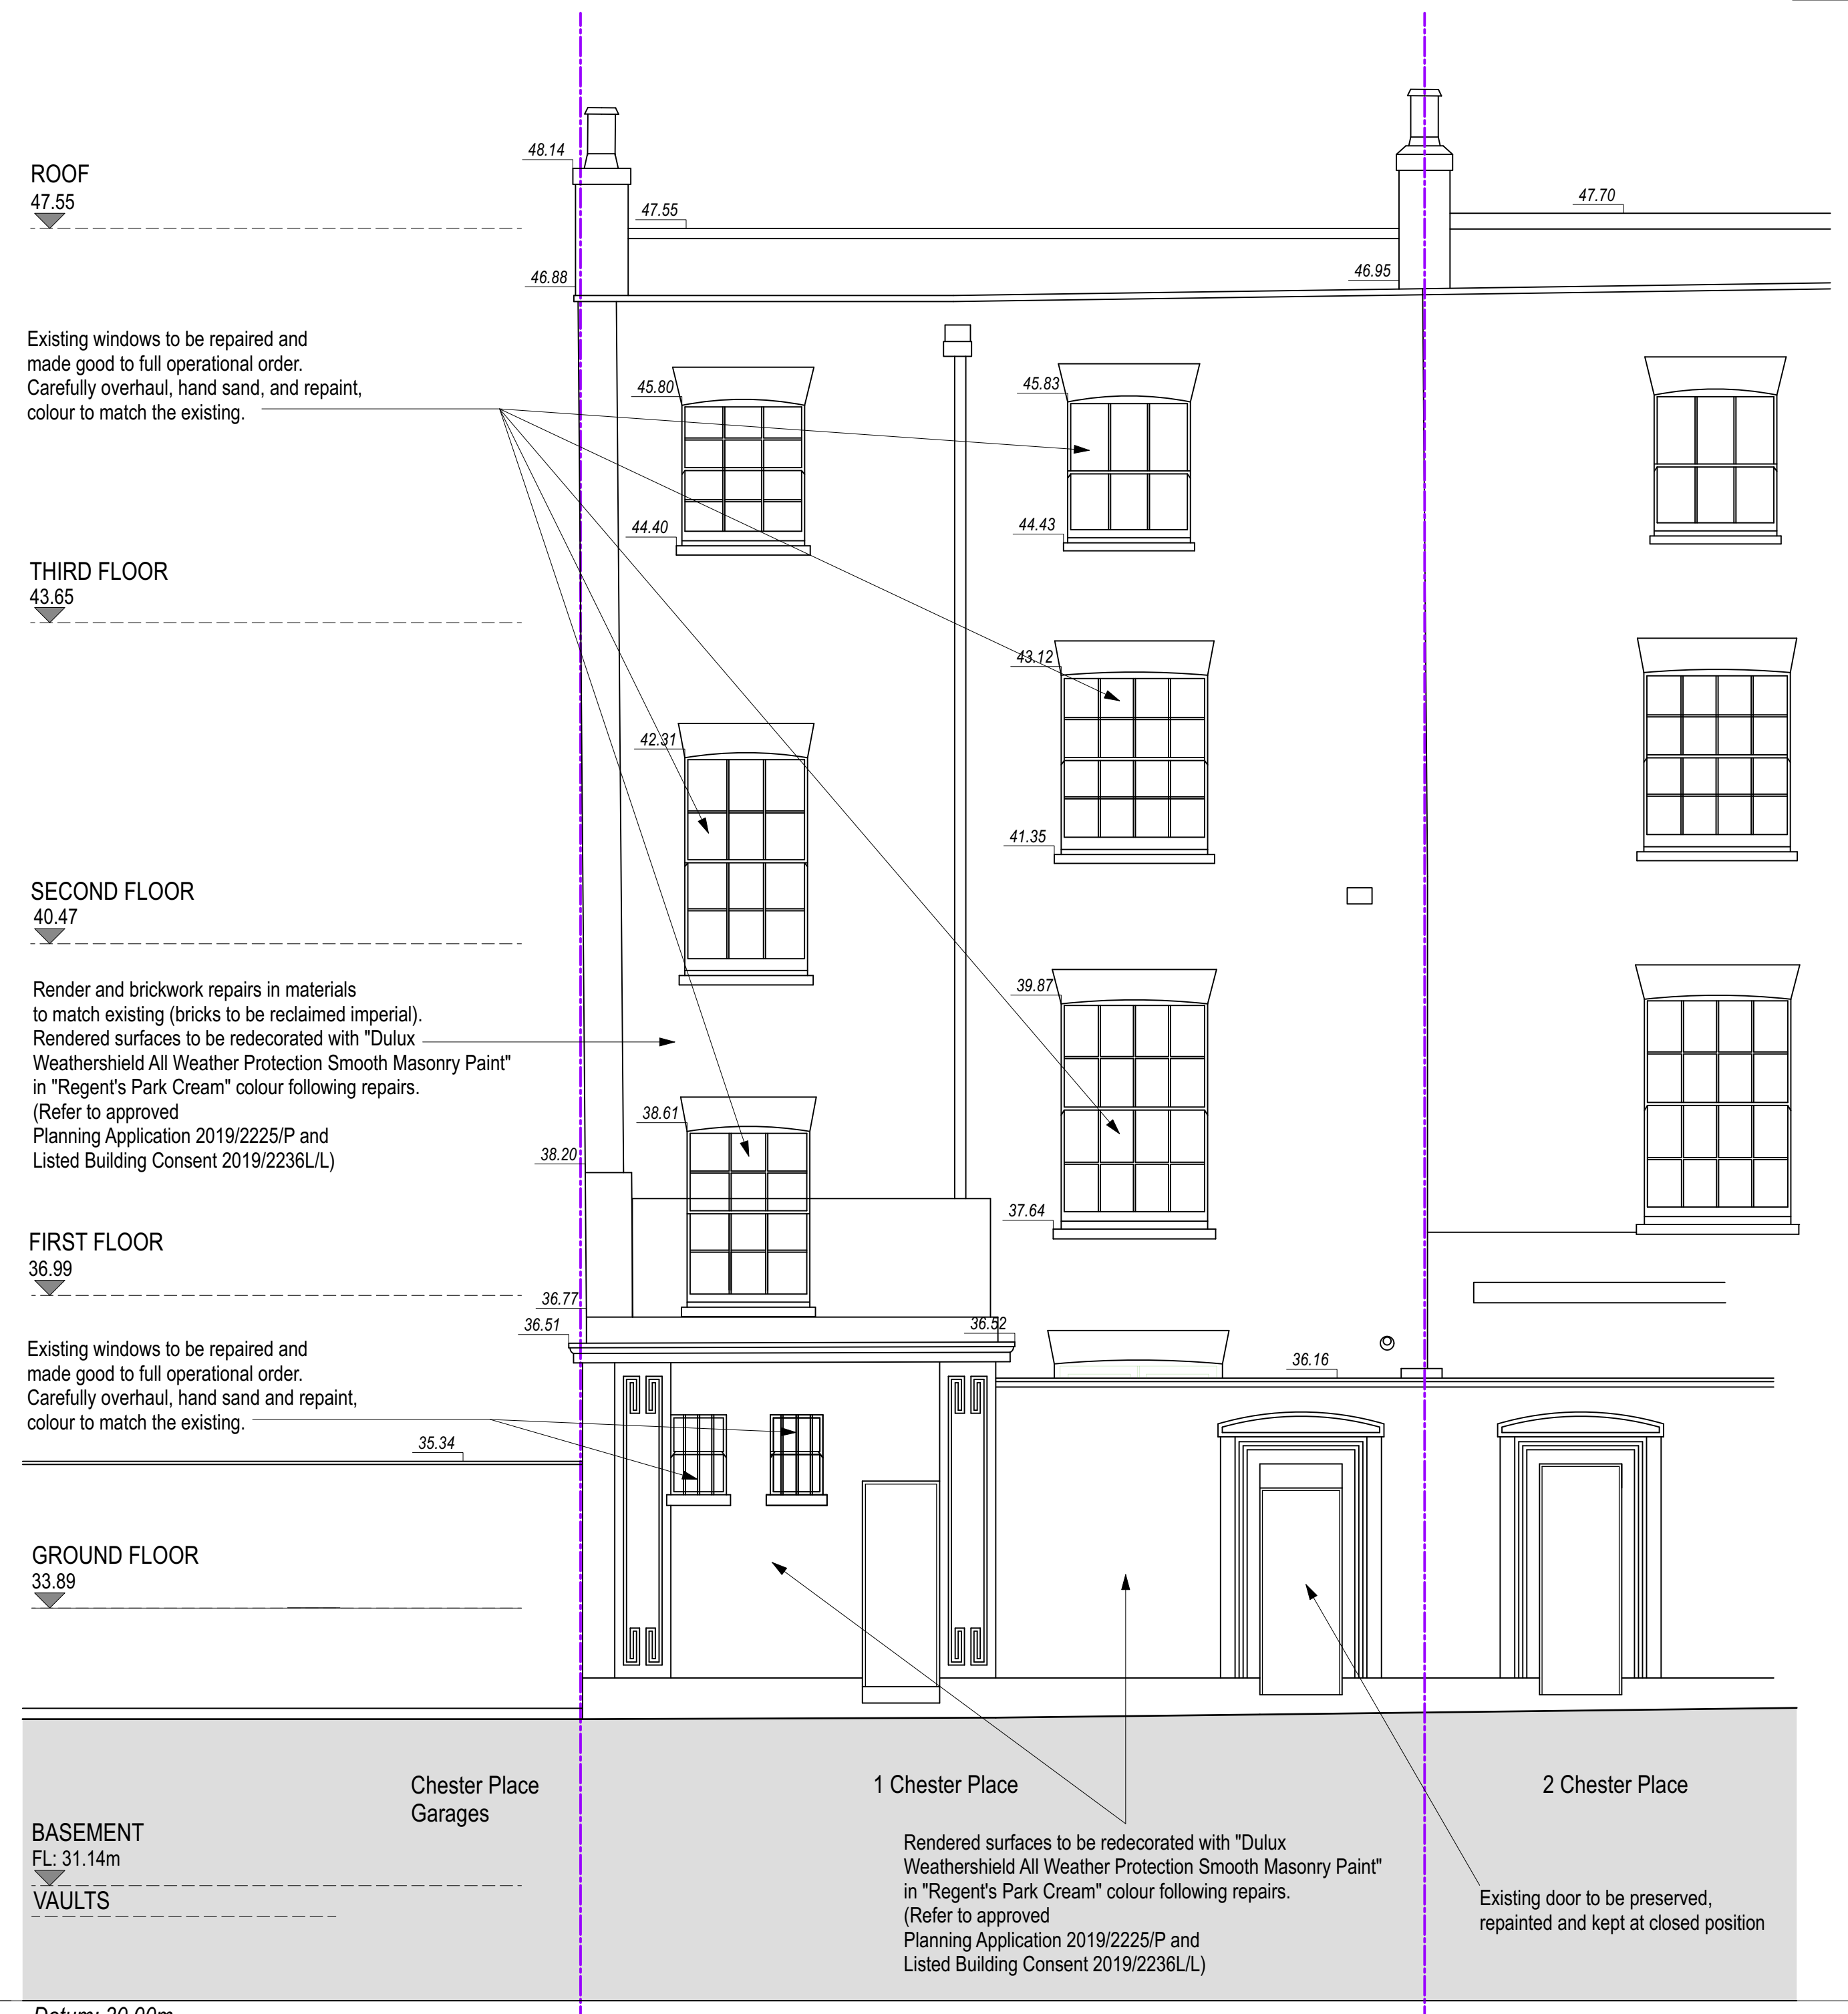 48.14
ROOF
47.55
47.55
47.70
46.88
46.95
Existing windows to be repaired and
made good to full operational order.
Carefully overhaul, hand sand, and repaint,
colour to match the existing.
45.80
45.83
44.40
44.43
THIRD FLOOR
43.65
43.12
42.31
41.35
SECOND FLOOR
40.47
39.87
Render and brickwork repairs in materials
to match existing (bricks to be reclaimed imperial).
Rendered surfaces to be redecorated with "Dulux
Weathershield All Weather Protection Smooth Masonry Paint"
in "Regent's Park Cream" colour following repairs.
(Refer to approved
Planning Application 2019/2225/P and
Listed Building Consent 2019/2236L/L)
38.61
38.20
37.64
FIRST FLOOR
36.99
36.77
36.51
36.52
36.16
Existing windows to be repaired and
made good to full operational order.
Carefully overhaul, hand sand and repaint,
colour to match the existing.
35.34
GROUND FLOOR
33.89
Chester Place
Garages
1 Chester Place
2 Chester Place
BASEMENT
FL: 31.14m
VAULTS
Rendered surfaces to be redecorated with "Dulux
Weathershield All Weather Protection Smooth Masonry Paint"
in "Regent's Park Cream" colour following repairs.
(Refer to approved
Planning Application 2019/2225/P and
Listed Building Consent 2019/2236L/L)
Existing door to be preserved,
repainted and kept at closed position